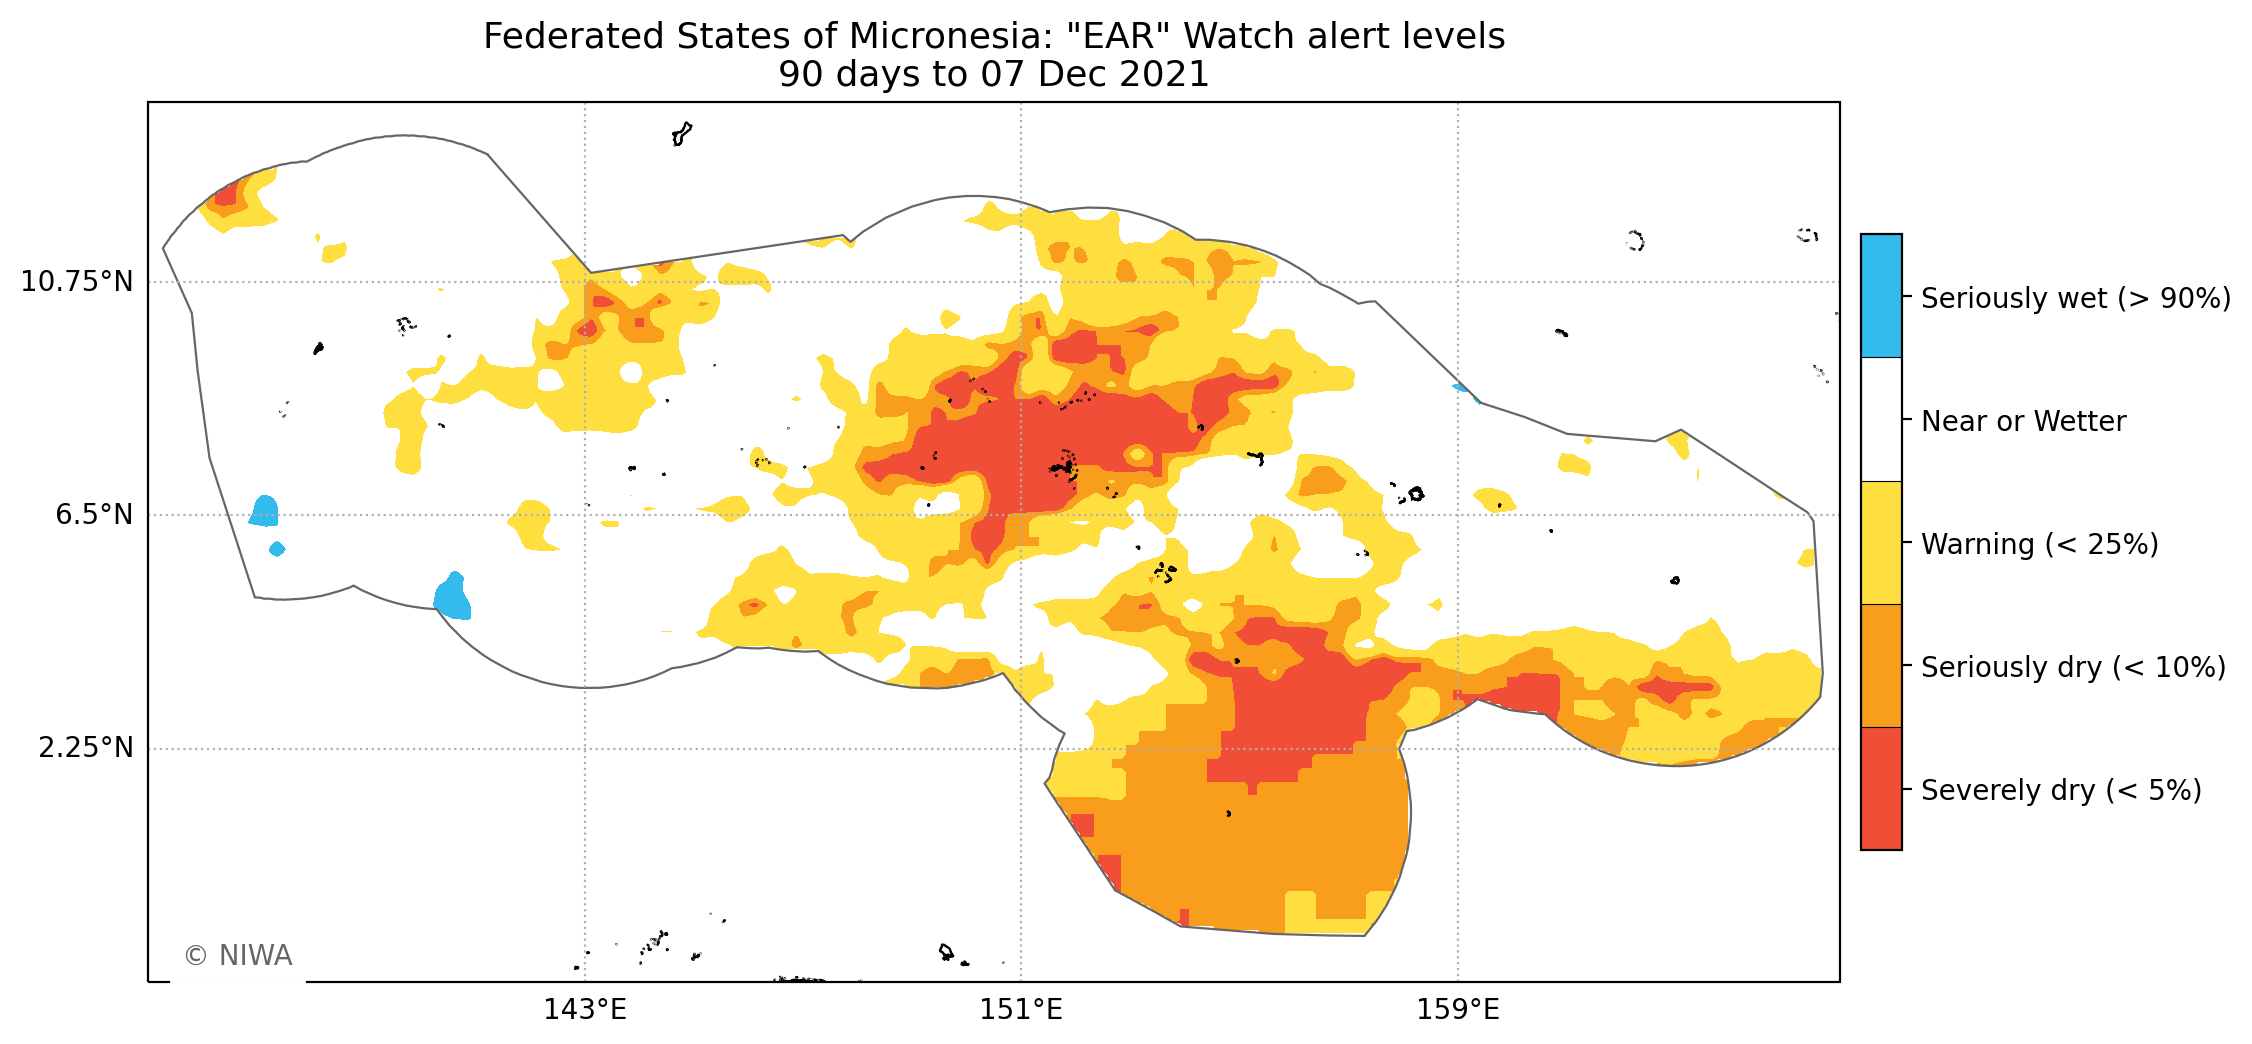 Federated States of Micronesia: "EAR" Watch alert levels
90 days to 07 Dec 2021
10.75°N
6.5°N
2.25°N
143°E
151°E
159°E
Seriously wet (> 90%)
Near or Wetter
Warning (< 25%)
Seriously dry (< 10%)
Severely dry (< 5%)
© NIWA